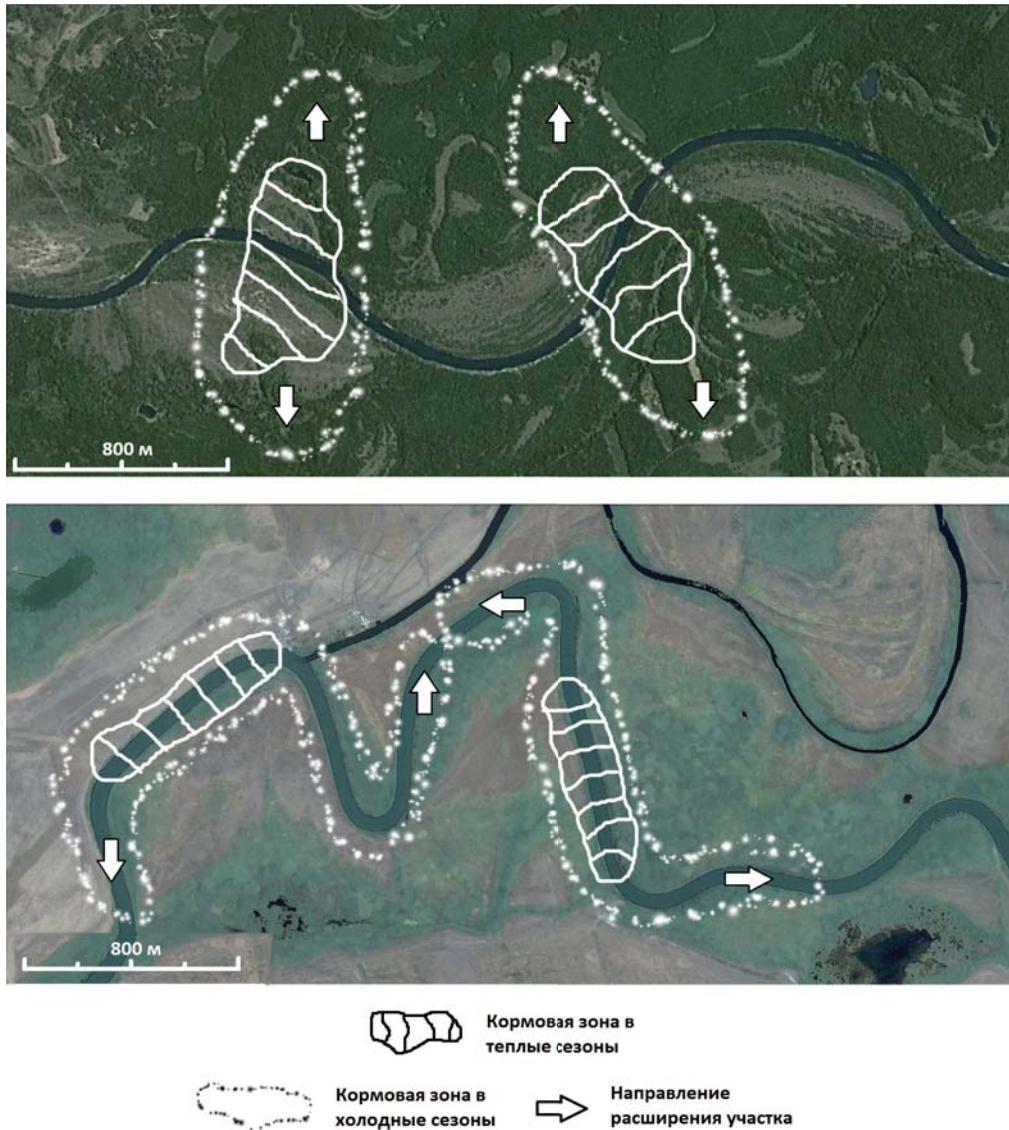 800 м
800 м
Кормовая зона в
теплые сезоны
Кормовая зона в
холодные сезоны
Направление
расширения участка